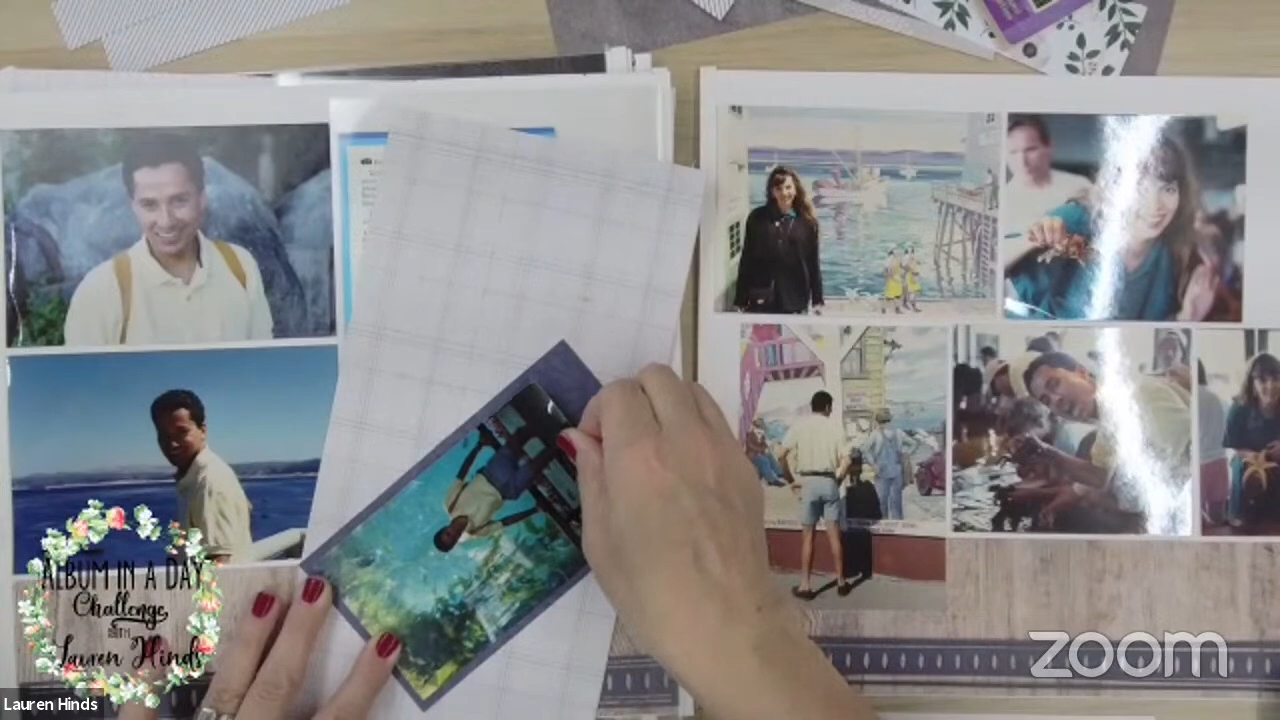 ALBUM IN A DAY
Challenge
WITH
Lauren Hinds
Lauren Hinds
zoom